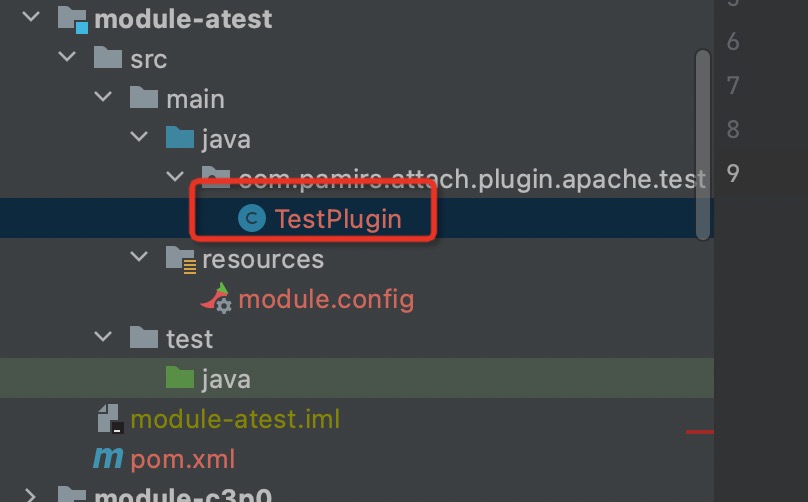 module-atest
src
main
java
com.pamirs.attach.plugin.apache.test
C TestPlugin
resources
module.config
test
java
module-atest.iml
m pom.xml
module-c3p0
6
7
8
9